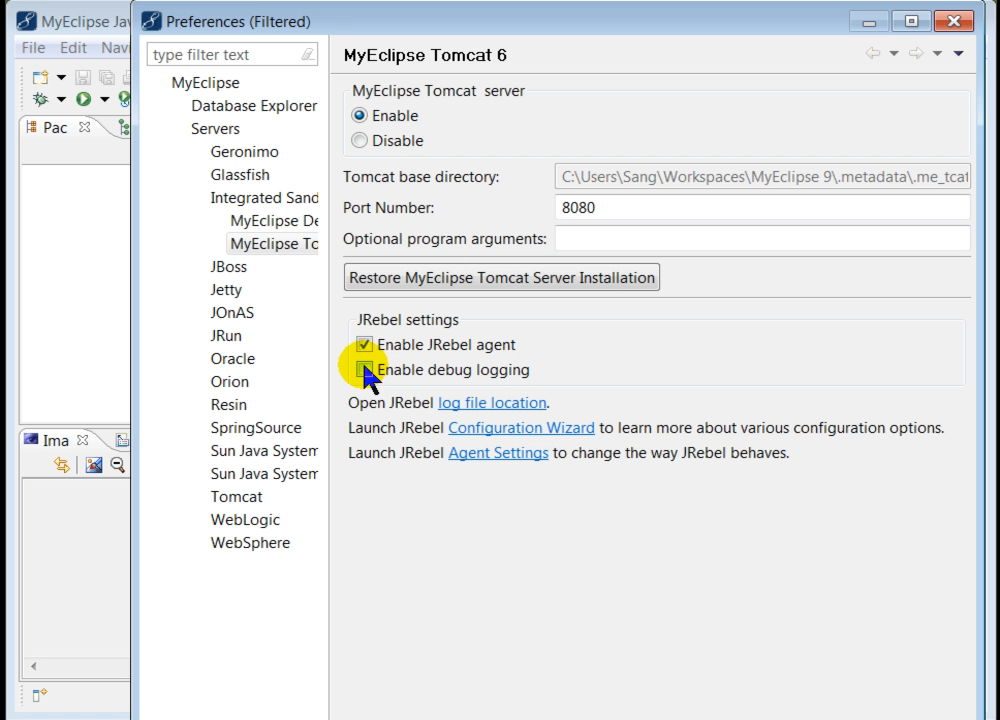 MyEclipse Jav
File Edit Navi
Pac
Ima
Preferences (Filtered)
type filter text
MyEclipse
Database Explorer
Servers
Geronimo
Glassfish
Integrated Sand
MyEclipse De
MyEclipse To
JBoss
Jetty
JOnAS
JRun
Oracle
Orion
Resin
SpringSource
Sun Java System
Sun Java System
Tomcat
WebLogic
WebSphere
MyEclipse Tomcat 6
MyEclipse Tomcat server
Enable
Disable
Tomcat base directory: C:\Users\Sang\Workspaces\MyEclipse 9\.metadata\.me_tcat
Port Number: 8080
Optional program arguments:
Restore MyEclipse Tomcat Server Installation
JRebel settings
Enable JRebel agent
Enable debug logging
Open JRebel log file location.
Launch JRebel Configuration Wizard to learn more about various configuration options.
Launch JRebel Agent Settings to change the way JRebel behaves.